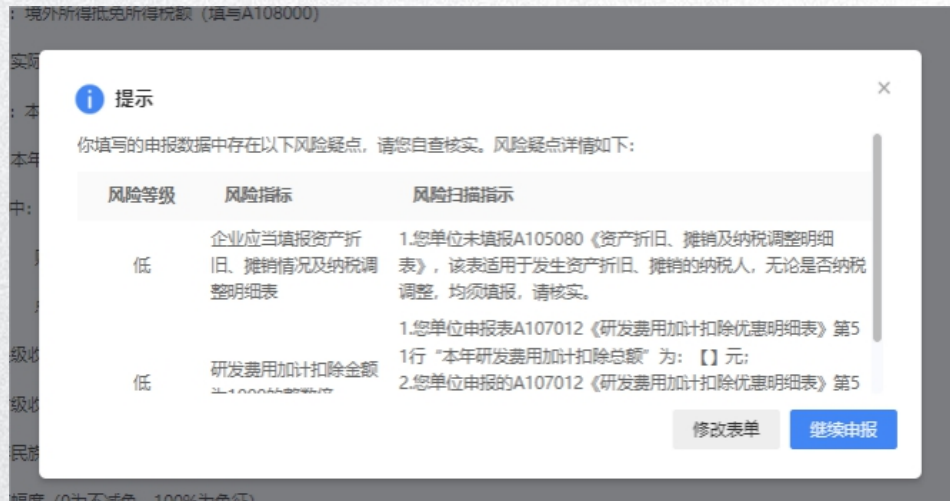 ：境外所得抵免所得税额（填写A108000）
实际
提示
：本
你填写的申报数据中存在以下风险疑点，请您自查核实。风险疑点详情如下：
本年
风险等级 风险指标 风险扫描指示
中：
低
企业应当填报资产折
旧、摊销情况及纳税调
整明细表
1.您单位未填报A105080《资产折旧、摊销及纳税调整明细
表》，该表适用于发生资产折旧、摊销的纳税人，无论是否纳税
调整，均须填报，请核实。
级收
低
研发费用加计扣除金额
为1000的整数倍
1.您单位申报表A107012《研发费用加计扣除优惠明细表》第5
1行“本年研发费用加计扣除总额”为：【】元；
2.您单位申报的A107012《研发费用加计扣除优惠明细表》第5
级收
修改表单 继续申报
民族
幅度（0为不减免，100%为免征）